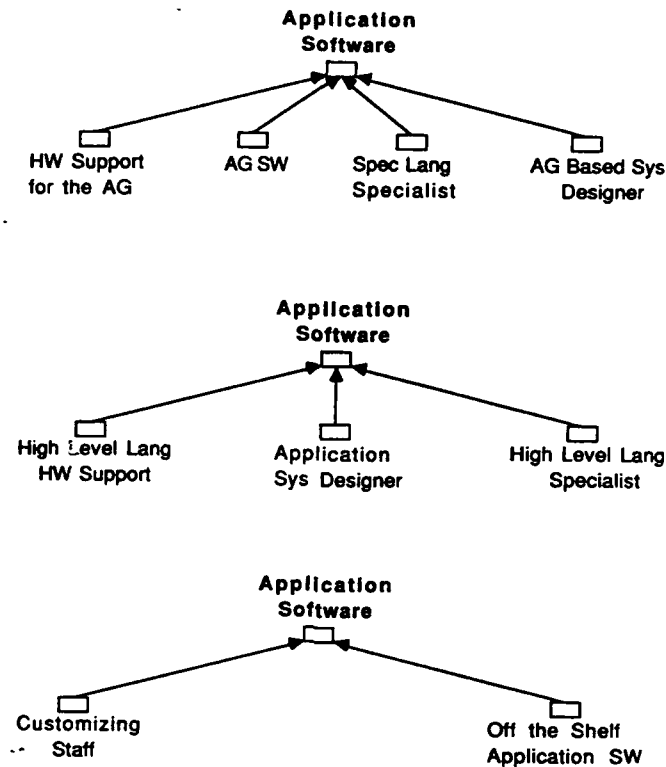 Application
Software
HW Support
for the AG
AG SW
Spec Lang
Specialist
AG Based Sys
Designer
Application
Software
High Level Lang
HW Support
Application
Sys Designer
High Level Lang
Specialist
Application
Software
Customizing
Staff
Off the Shelf
Application SW